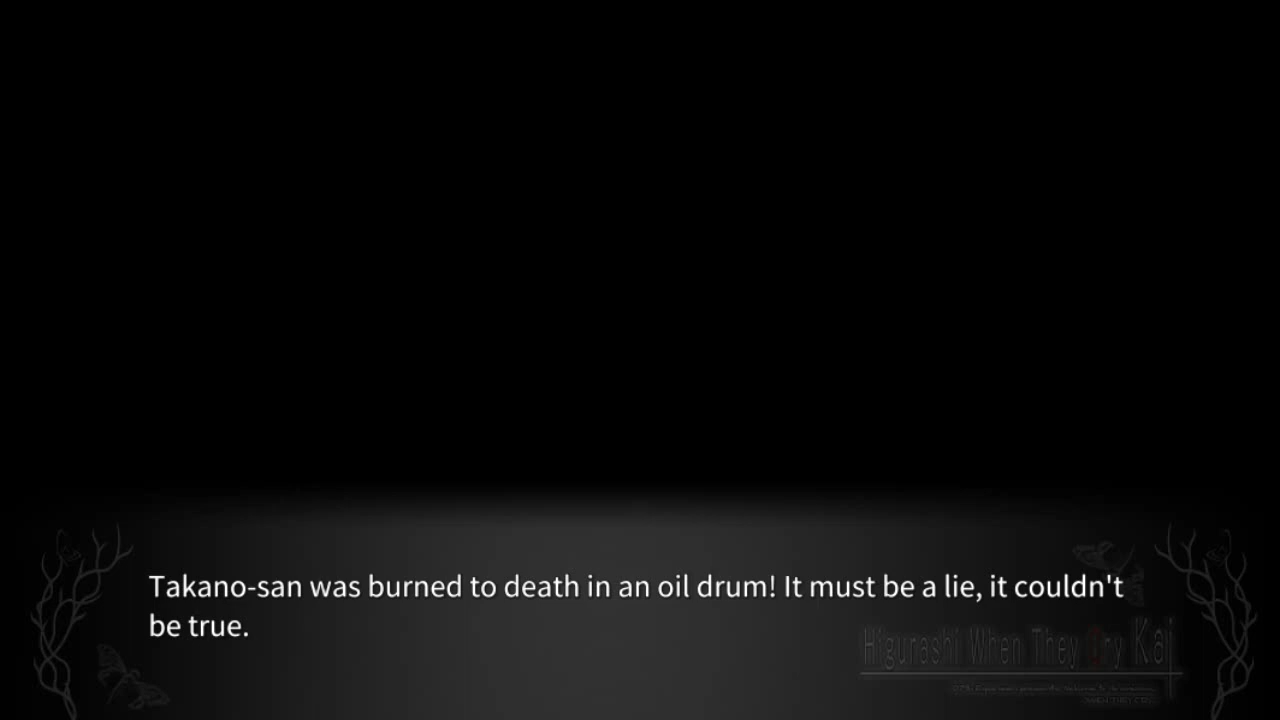 Takano-san was burned to death in an oil drum! It must be a lie, it couldn't
be true.
Higurashi When They Cry Kai